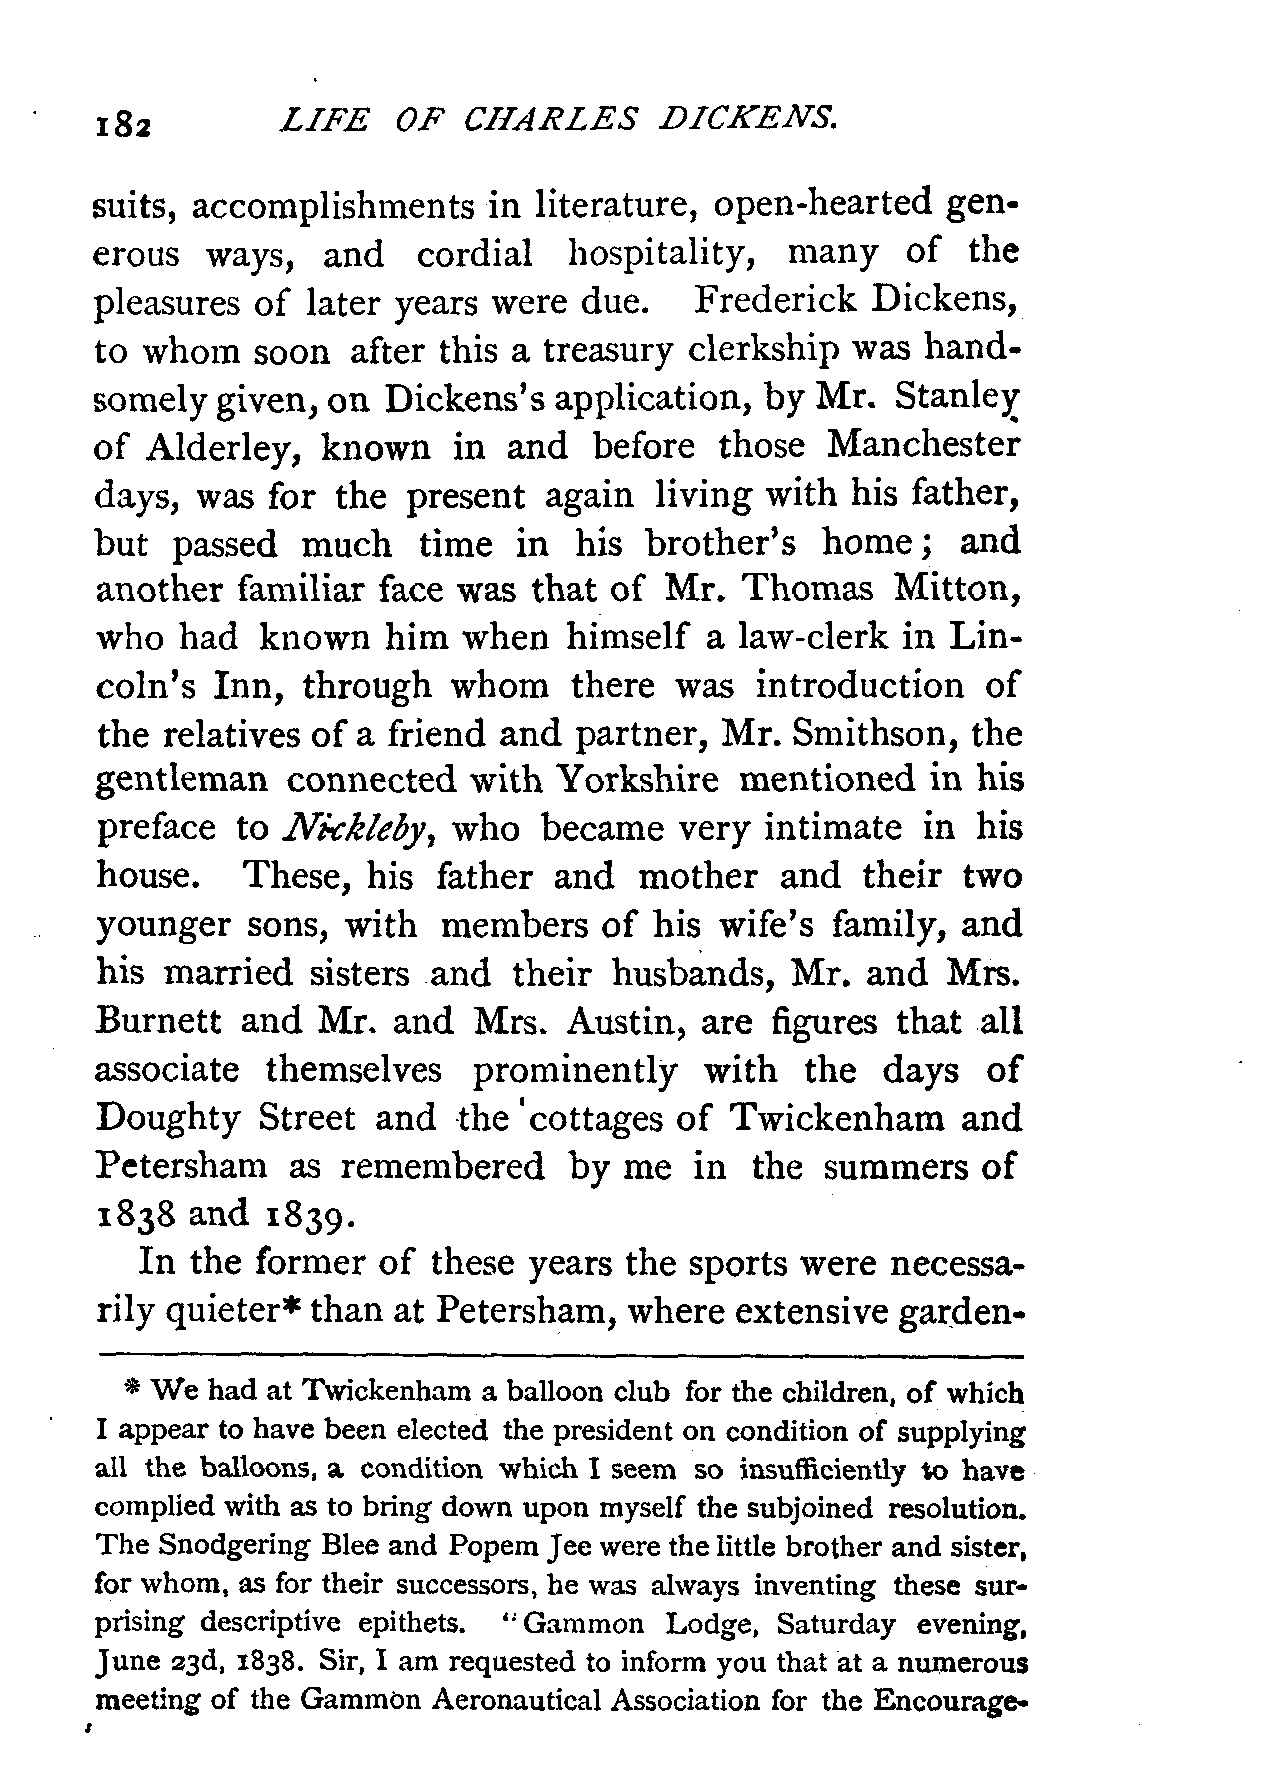 182 LIFE OF CHARLES DICKENS.
suits, accomplishments in literature, open-hearted gen-
erous ways, and cordial hospitality, many of the
pleasures of later years were due. Frederick Dickens,
to whom soon after this a treasury clerkship was hand-
somely given, on Dickens's application, by Mr. Stanley
of Alderley, known in and before those Manchester
days, was for the present again living with his father,
but passed much time in his brother's home; and
another familiar face was that of Mr. Thomas Mitton,
who had known him when himself a law-clerk in Lin-
coln's Inn, through whom there was introduction of
the relatives of a friend and partner, Mr. Smithson, the
gentleman connected with Yorkshire mentioned in his
preface to Nickleby, who became very intimate in his
house. These, his father and mother and their two
younger sons, with members of his wife's family, and
his married sisters and their husbands, Mr. and Mrs.
Burnett and Mr. and Mrs. Austin, are figures that all
associate themselves prominently with the days of
Doughty Street and the cottages of Twickenham and
Petersham as remembered by me in the summers of
1838 and 1839.
In the former of these years the sports were necessa-
rily quieter* than at Petersham, where extensive garden-
* We had at Twickenham a balloon club for the children, of which
I appear to have been elected the president on condition of supplying
all the balloons, a condition which I seem so insufficiently to have
complied with as to bring down upon myself the subjoined resolution.
The Snodgering Blee and Popem Jee were the little brother and sister,
for whom, as for their successors, he was always inventing these sur-
prising descriptive epithets. "Gammon Lodge, Saturday evening,
June 23d, 1838. Sir, I am requested to inform you that at a numerous
meeting of the Gammon Aeronautical Association for the Encourage-